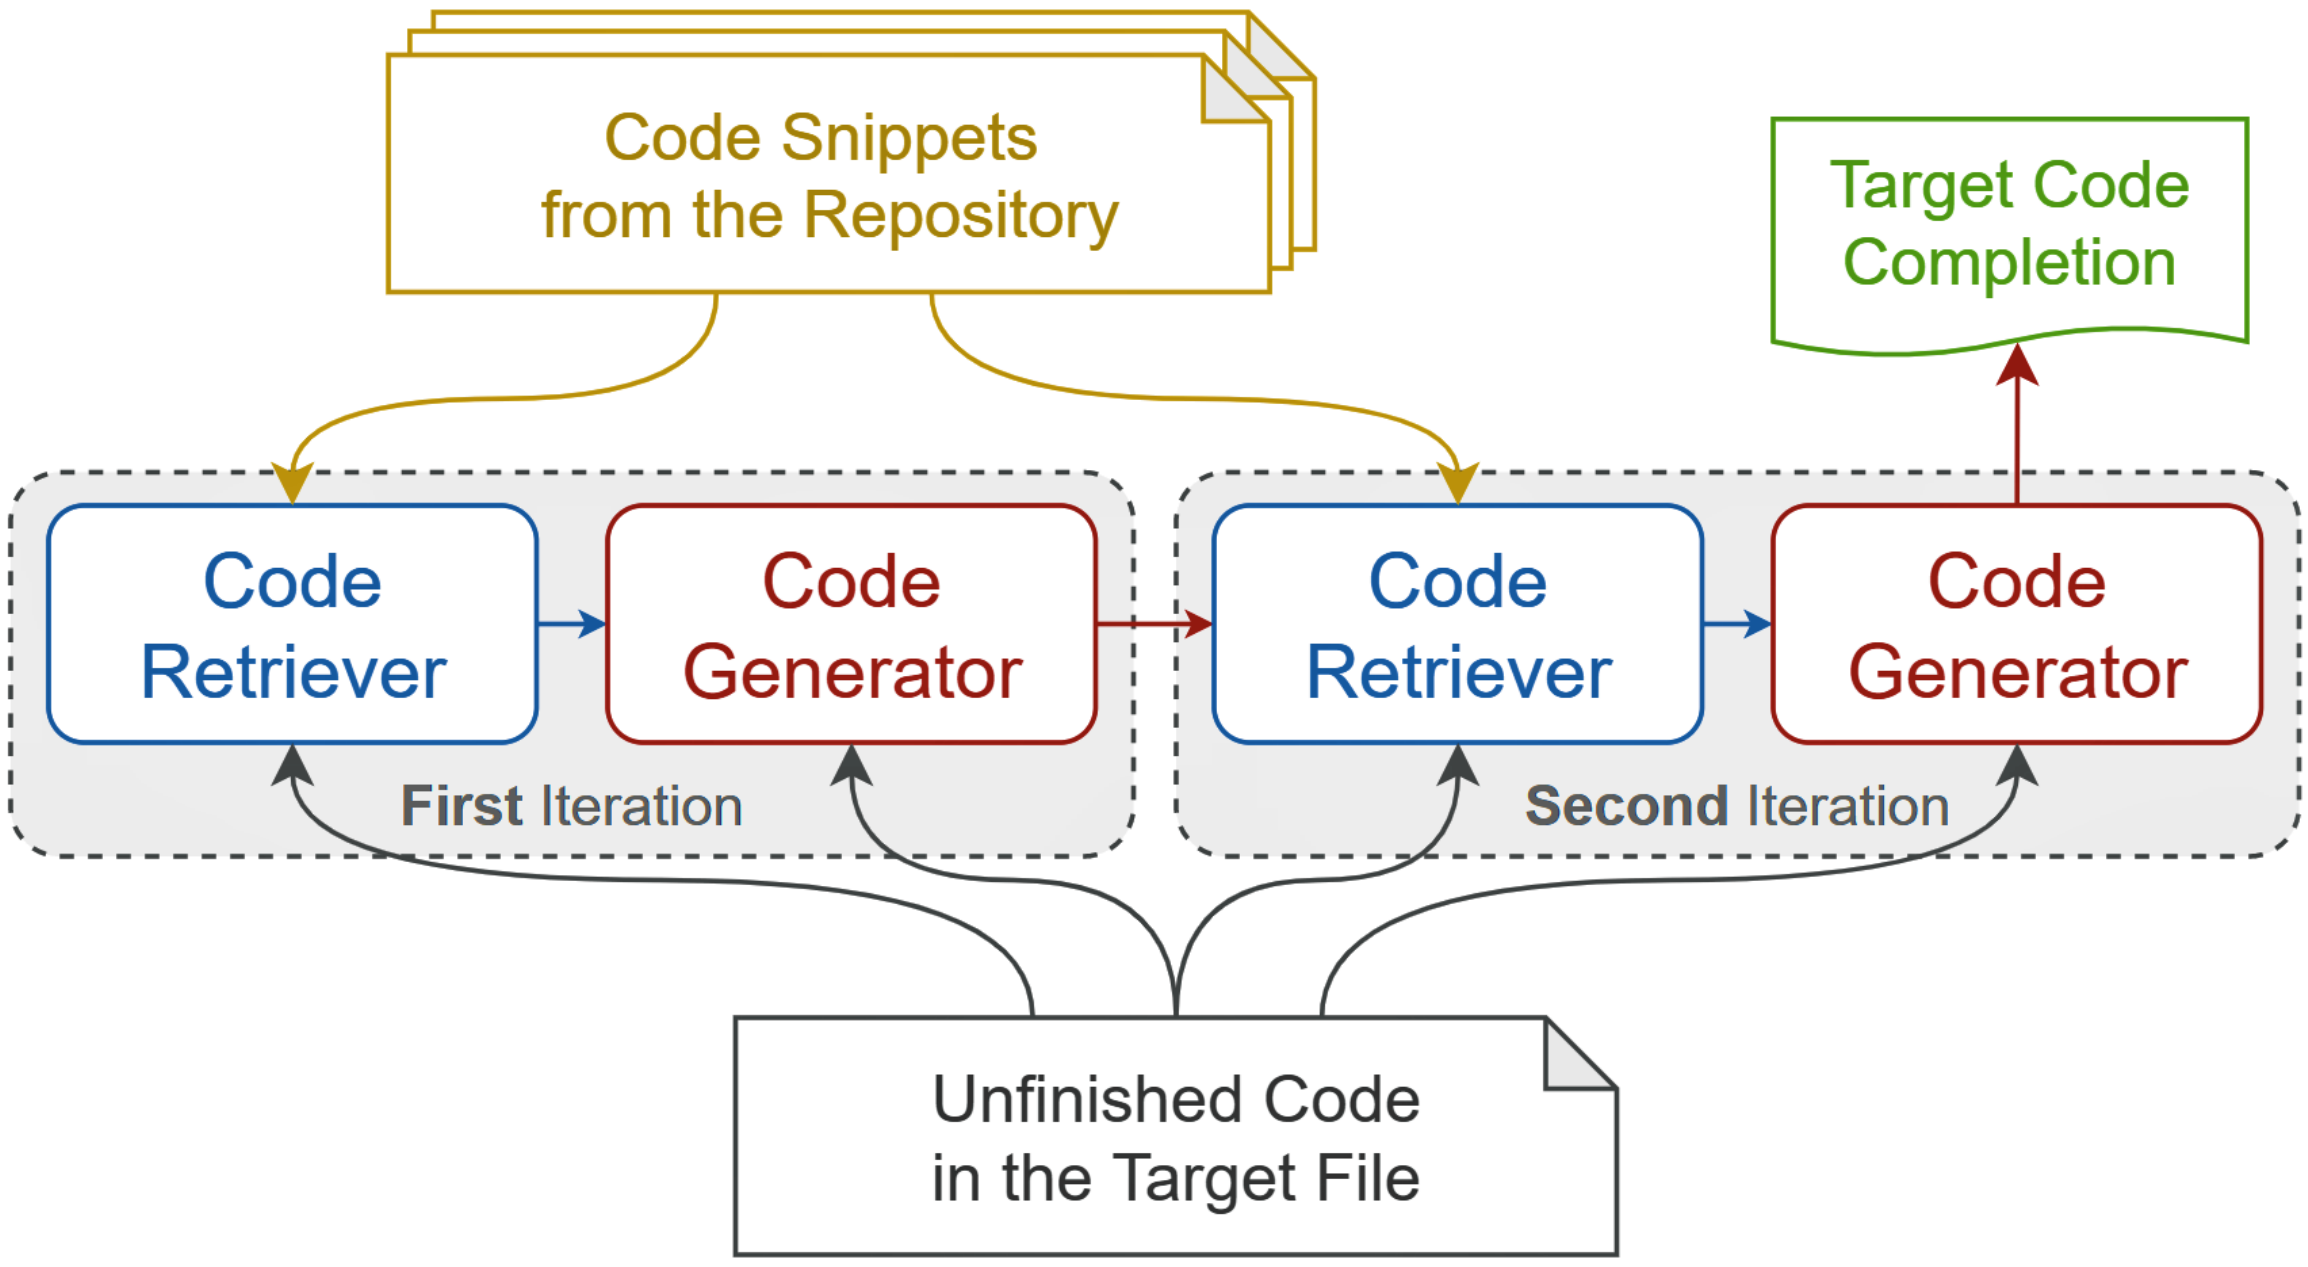 Code Snippets
from the Repository
Target Code
Completion
Code
Retriever
Code
Generator
First Iteration
Code
Retriever
Code
Generator
Second Iteration
Unfinished Code
in the Target File